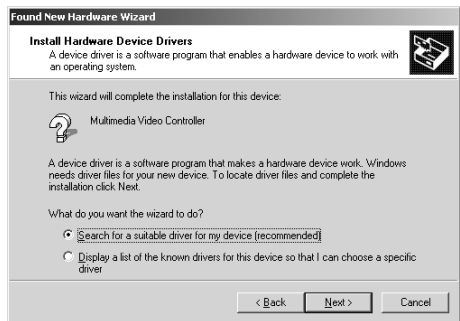 Found New Hardware Wizard
Install Hardware Device Drivers
A device driver is a software program that enables a hardware device to work with
an operating system.
This wizard will complete the installation for this device:
Multimedia Video Controller
A device driver is a software program that makes a hardware device work. Windows
needs driver files for your new device. To locate driver files and complete the
installation click Next.
What do you want the wizard to do?
Search for a suitable driver for my device (recommended)
Display a list of the known drivers for this device so that I can choose a specific
driver
< Back Next > Cancel